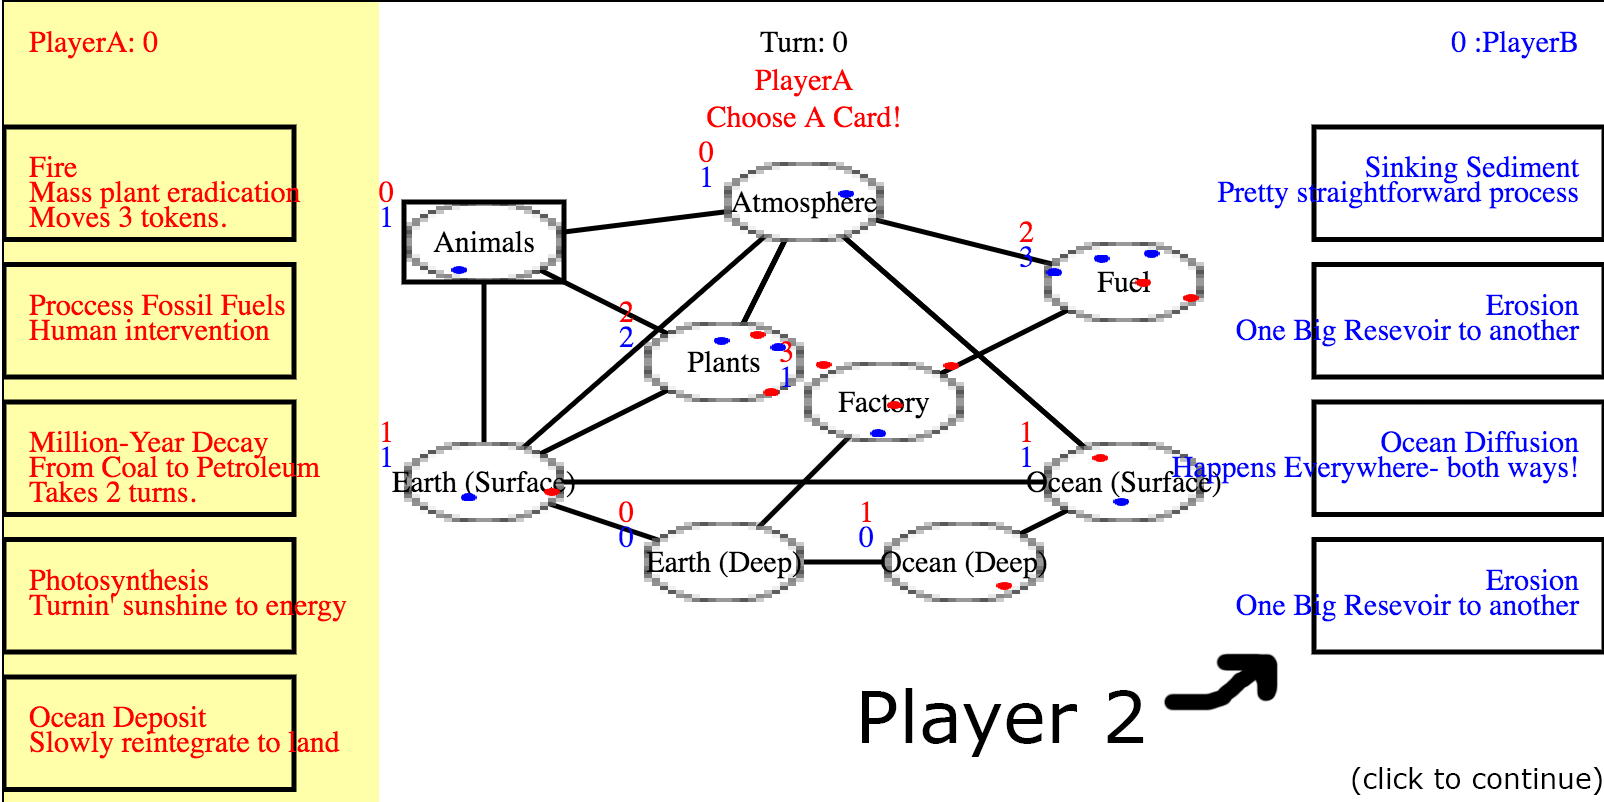 PlayerA: 0
Turn: 0
0 :PlayerB
PlayerA
Choose A Card!
Fire
Mass plant eradication
Moves 3 tokens.
Proccess Fossil Fuels
Human intervention
Million-Year Decay
From Coal to Petroleum
Takes 2 turns.
Photosynthesis
Turnin' sunshine to energy
Ocean Deposit
Slowly reintegrate to land
0
1
Atmosphere
0
1
Animals
2
3
Fuel
2
2
Plants
3
1
Factory
1
1
Earth (Surface)
1
1
Ocean (Surface)
0
0
Earth (Deep)
1
0
Ocean (Deep)
Sinking Sediment
Pretty straightforward process
Erosion
One Big Resevoir to another
Ocean Diffusion
Happens Everywhere- both ways!
Erosion
One Big Resevoir to another
Player 2
(click to continue)